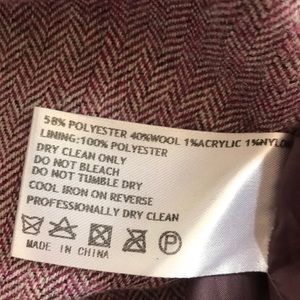 58% POLYESTER 40%WOOL 1%ACRYLIC 1%NYLON
LINING:100% POLYESTER
DRY CLEAN ONLY
DO NOT BLEACH
DO NOT TUMBLE DRY
COOL IRON ON REVERSE
PROFESSIONALLY DRY CLEAN
P
MADE IN CHINA